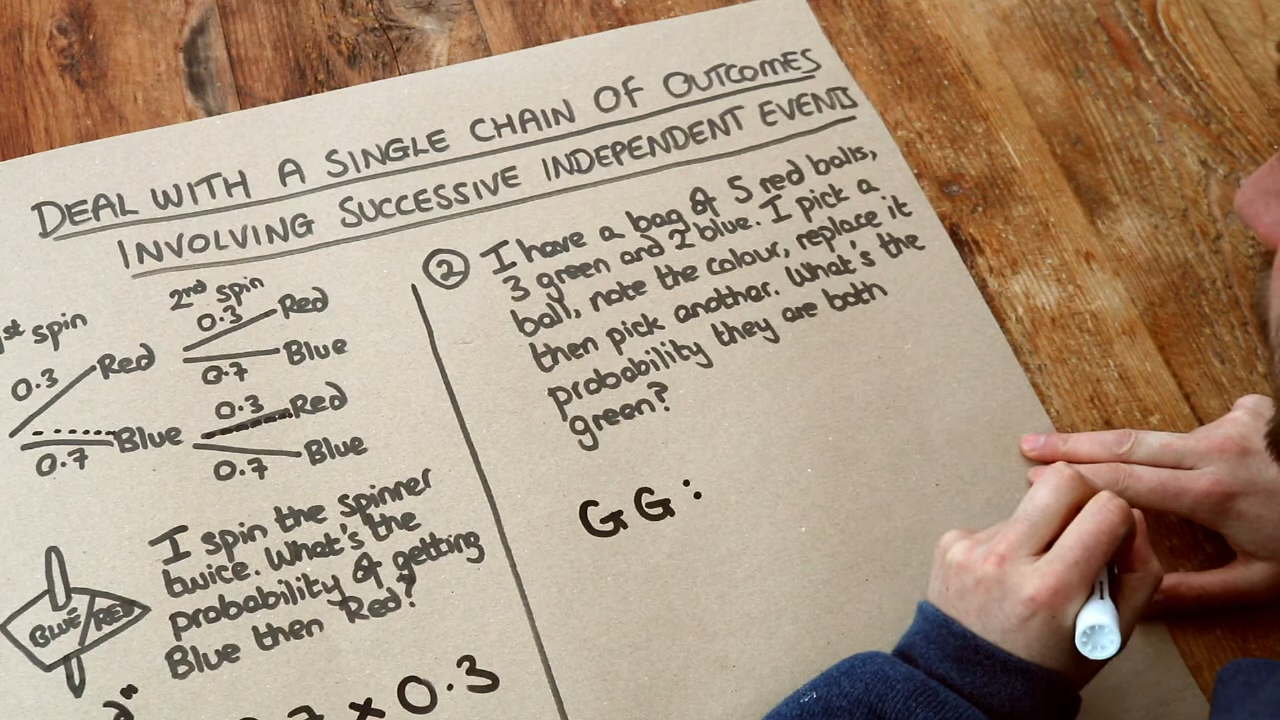 DEAL WITH A SINGLE CHAIN OF OUTCOMES
INVOLVING SUCCESSIVE INDEPENDENT EVENTS
1st spin
2nd spin
0.3
Red
0.7
Blue
0.3
Red
0.7
Blue
0.3
Red
0.7
Blue
BLUE
RED
I spin the spinner
twice. What's the
probability of getting
Blue then Red?
x 0.3
2
I have a bag of 5 red balls,
3 green and 2 blue. I pick a
ball, note the colour, replace it
then pick another. What's the
probability they are both
green?
GG: